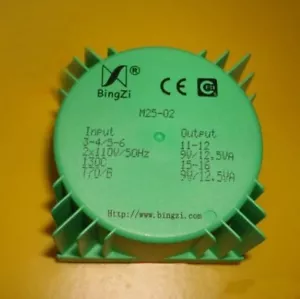 ®
BingZi
CE
M25-02
Input
3-4/5-6
2x110V/50Hz
130C
T70/B
Output
11-12
9V/12.5VA
15-16
9V/12.5VA
Http://www.bingzi.com